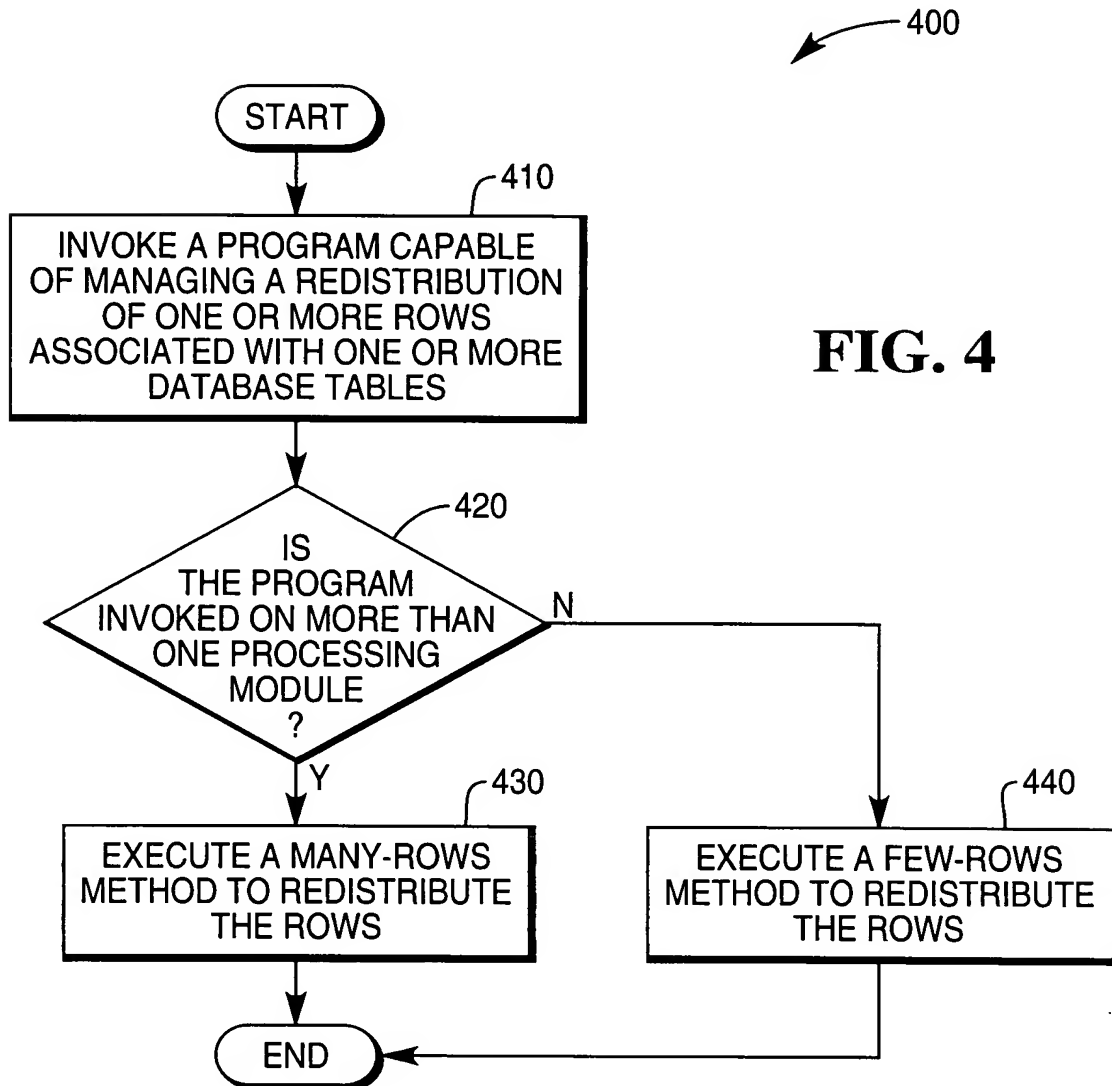 400
START
410
INVOKE A PROGRAM CAPABLE
OF MANAGING A REDISTRIBUTION
OF ONE OR MORE ROWS
ASSOCIATED WITH ONE OR MORE
DATABASE TABLES
FIG. 4
420
IS
THE PROGRAM
INVOKED ON MORE THAN
ONE PROCESSING
MODULE
?
N
Y
430
EXECUTE A MANY-ROWS
METHOD TO REDISTRIBUTE
THE ROWS
440
EXECUTE A FEW-ROWS
METHOD TO REDISTRIBUTE
THE ROWS
END